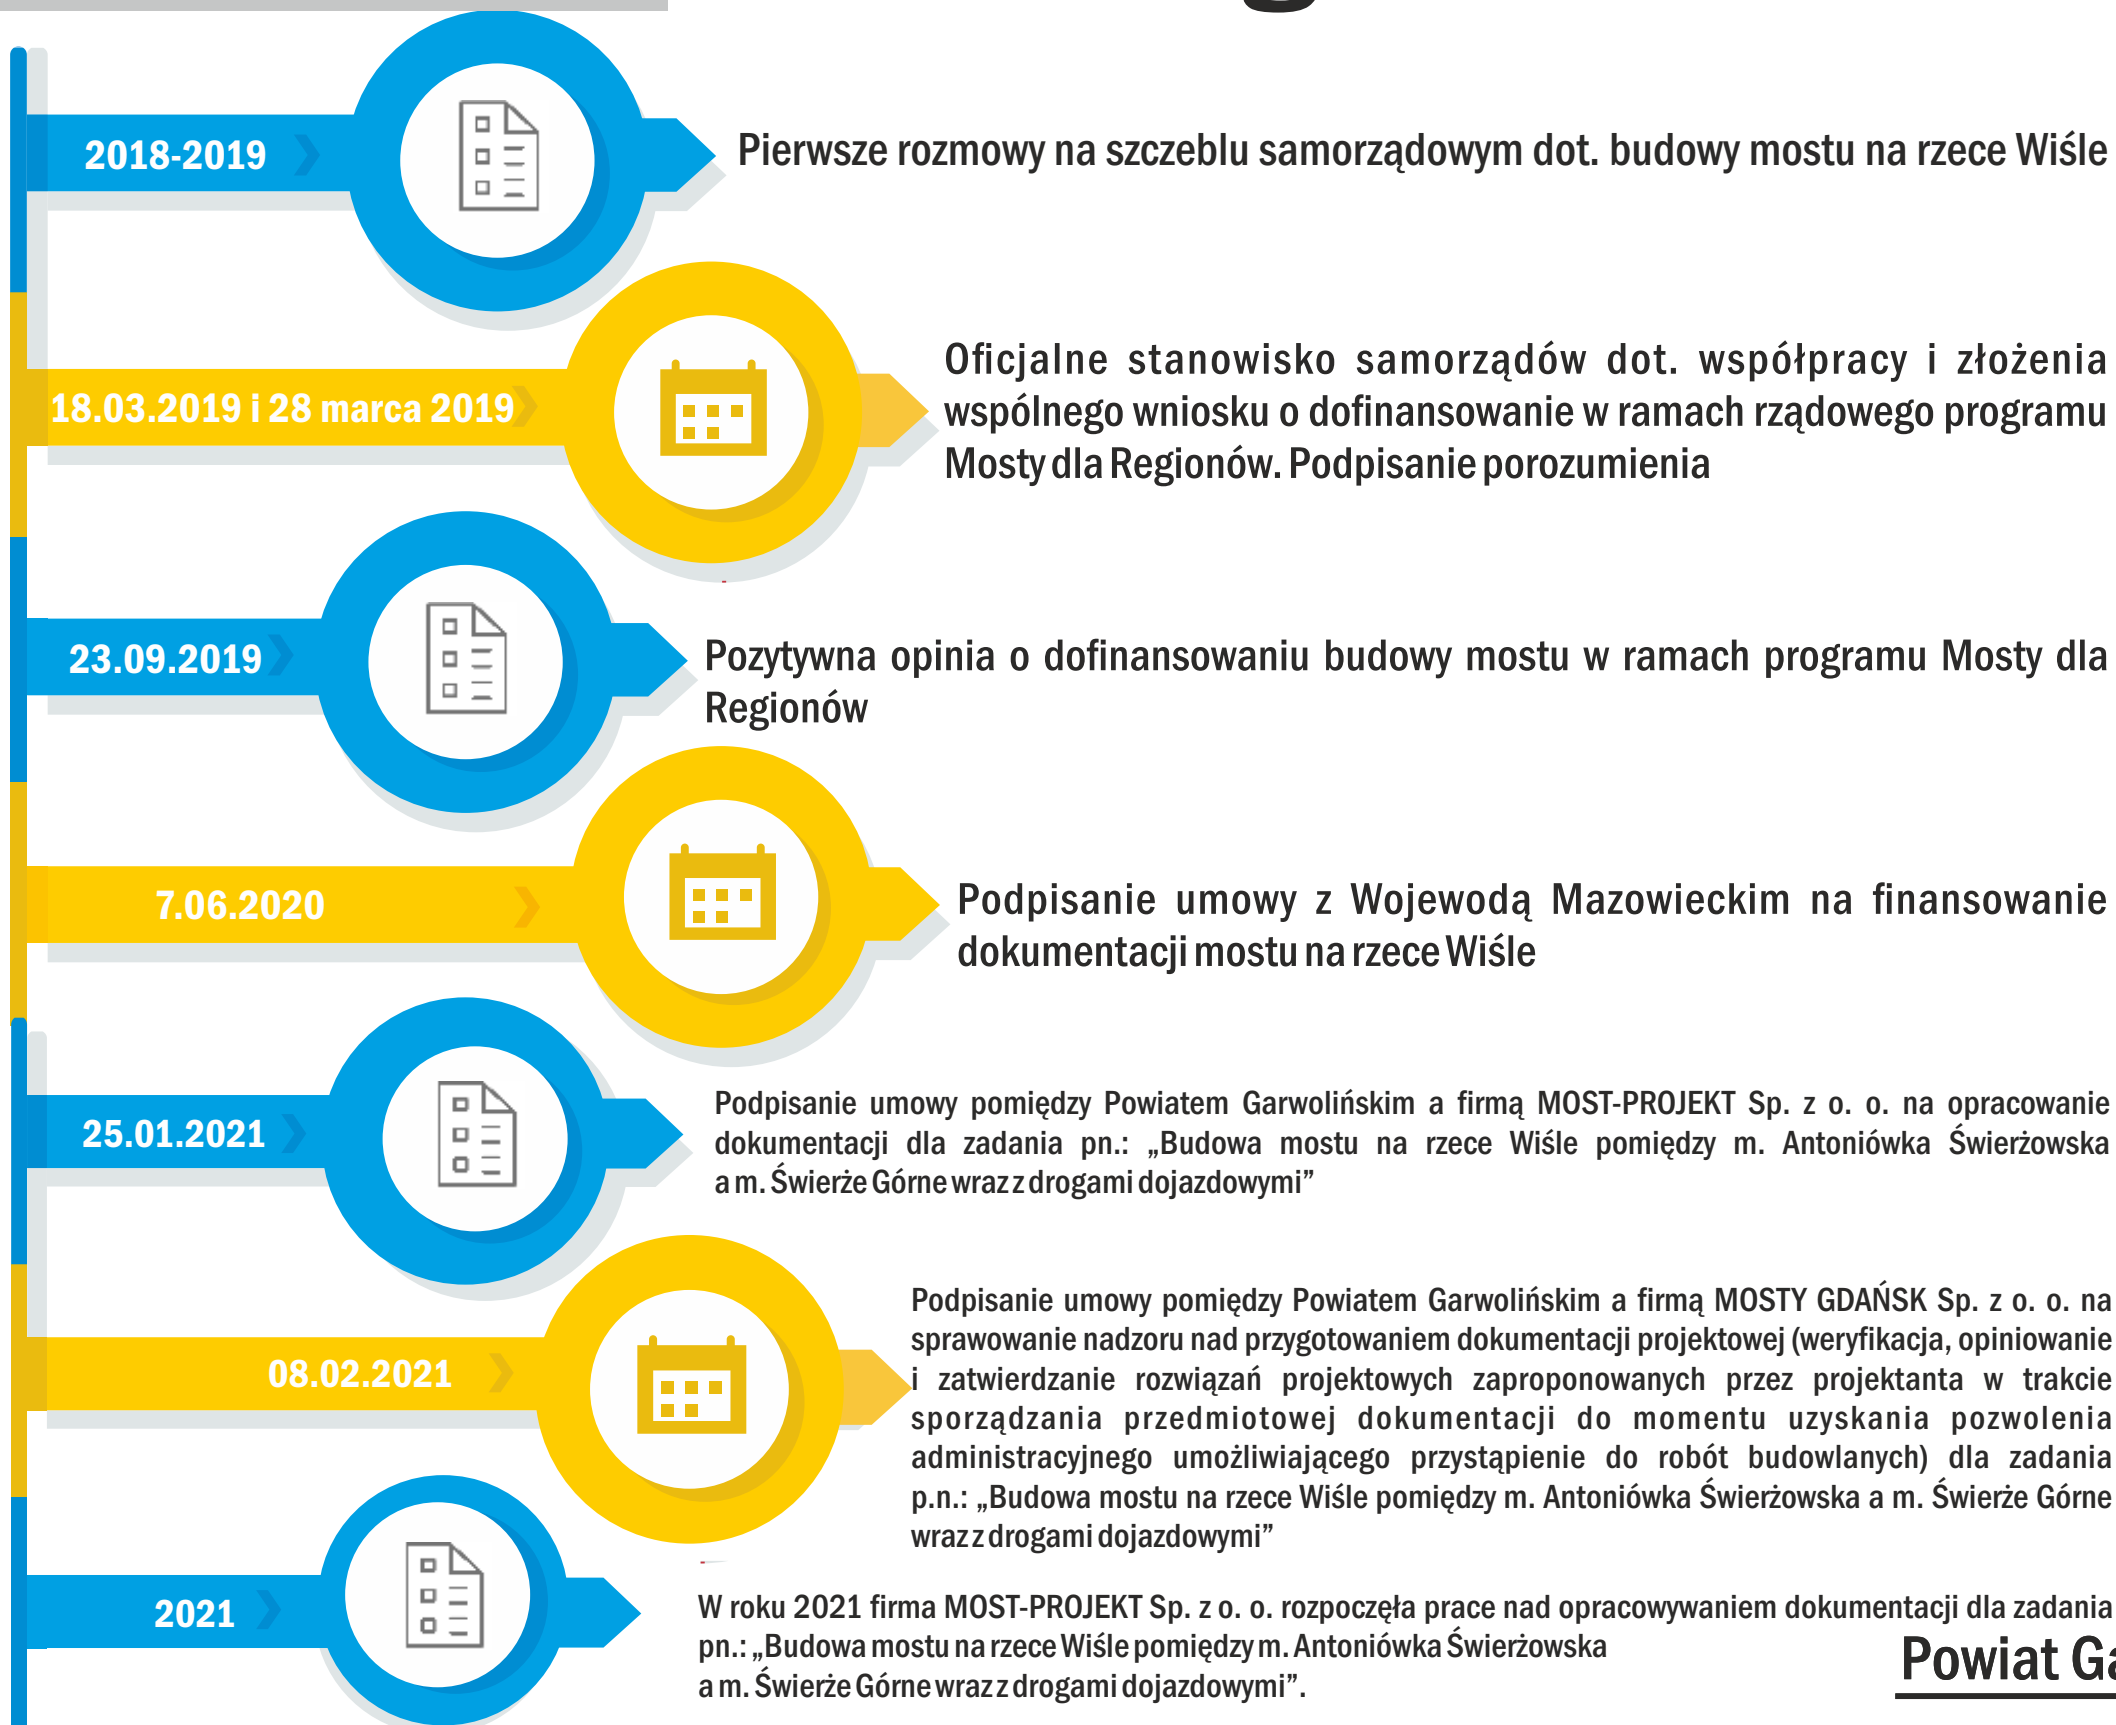 2018-2019
Pierwsze rozmowy na szczeblu samorządowym dot. budowy mostu na rzece Wiśle
18.03.2019 i 28 marca 2019
Oficjalne stanowisko samorządów dot. współpracy i złożenia
wspólnego wniosku o dofinansowanie w ramach rządowego programu
Mosty dla Regionów. Podpisanie porozumienia
23.09.2019
Pozytywna opinia o dofinansowaniu budowy mostu w ramach programu Mosty dla
Regionów
7.06.2020
Podpisanie umowy z Wojewodą Mazowieckim na finansowanie
dokumentacji mostu na rzece Wiśle
25.01.2021
Podpisanie umowy pomiędzy Powiatem Garwolińskim a firmą MOST-PROJEKT Sp. z o. o. na opracowanie
dokumentacji dla zadania pn.: „Budowa mostu na rzece Wiśle pomiędzy m. Antoniówka Świerżowska
a m. Świerże Górne wraz z drogami dojazdowymi”
08.02.2021
Podpisanie umowy pomiędzy Powiatem Garwolińskim a firmą MOSTY GDAŃSK Sp. z o. o. na
sprawowanie nadzoru nad przygotowaniem dokumentacji projektowej (weryfikacja, opiniowanie
i zatwierdzanie rozwiązań projektowych zaproponowanych przez projektanta w trakcie
sporządzania przedmiotowej dokumentacji do momentu uzyskania pozwolenia
administracyjnego umożliwiającego przystąpienie do robót budowlanych) dla zadania
p.n.: „Budowa mostu na rzece Wiśle pomiędzy m. Antoniówka Świerżowska a m. Świerże Górne
wraz z drogami dojazdowymi”
2021
W roku 2021 firma MOST-PROJEKT Sp. z o. o. rozpoczęła prace nad opracowywaniem dokumentacji dla zadania
pn.: „Budowa mostu na rzece Wiśle pomiędzy m. Antoniówka Świerżowska
a m. Świerże Górne wraz z drogami dojazdowymi”.
Powiat Ga